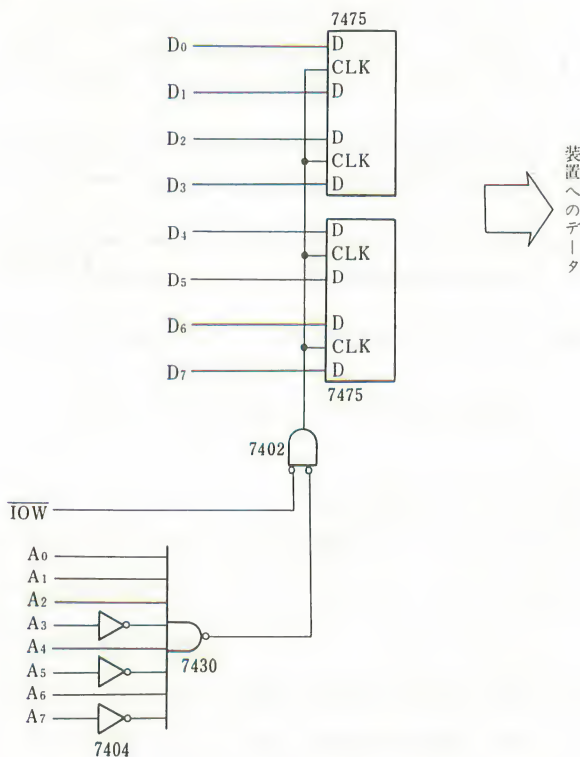 7475
D0
D
CLK
D1
D
D2
D
CLK
D3
D
D4
D
CLK
D5
D
D6
D
CLK
D7
D
7475
装置へのデータ
7402
IOW
A0
A1
A2
A3
A4
A5
A6
A7
7430
7404